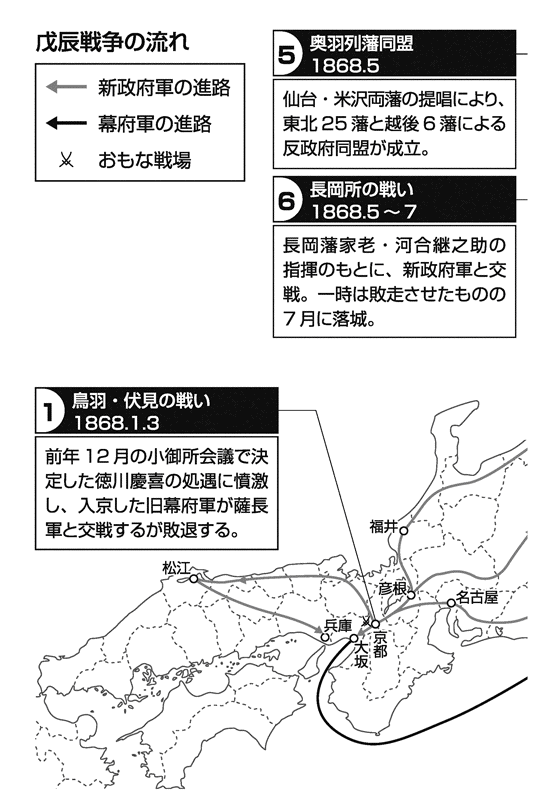 戊辰戦争の流れ
新政府軍の進路
幕府軍の進路
おもな戦場
5 奥羽列藩同盟
1868.5
仙台・米沢両藩の提唱により、
東北25藩と越後6藩による
反政府同盟が成立。
6 長岡所の戦い
1868.5～7
長岡藩家老・河合継之助の
指揮のもとに、新政府軍と交
戦。一時は敗走させたものの
7月に落城。
1 鳥羽・伏見の戦い
1868.1.3
前年12月の小御所会議で決
定した徳川慶喜の処遇に憤激
し、入京した旧幕府軍が薩長
軍と交戦するが敗退する。
福井
松江
彦根
名古屋
兵庫
京都
大坂